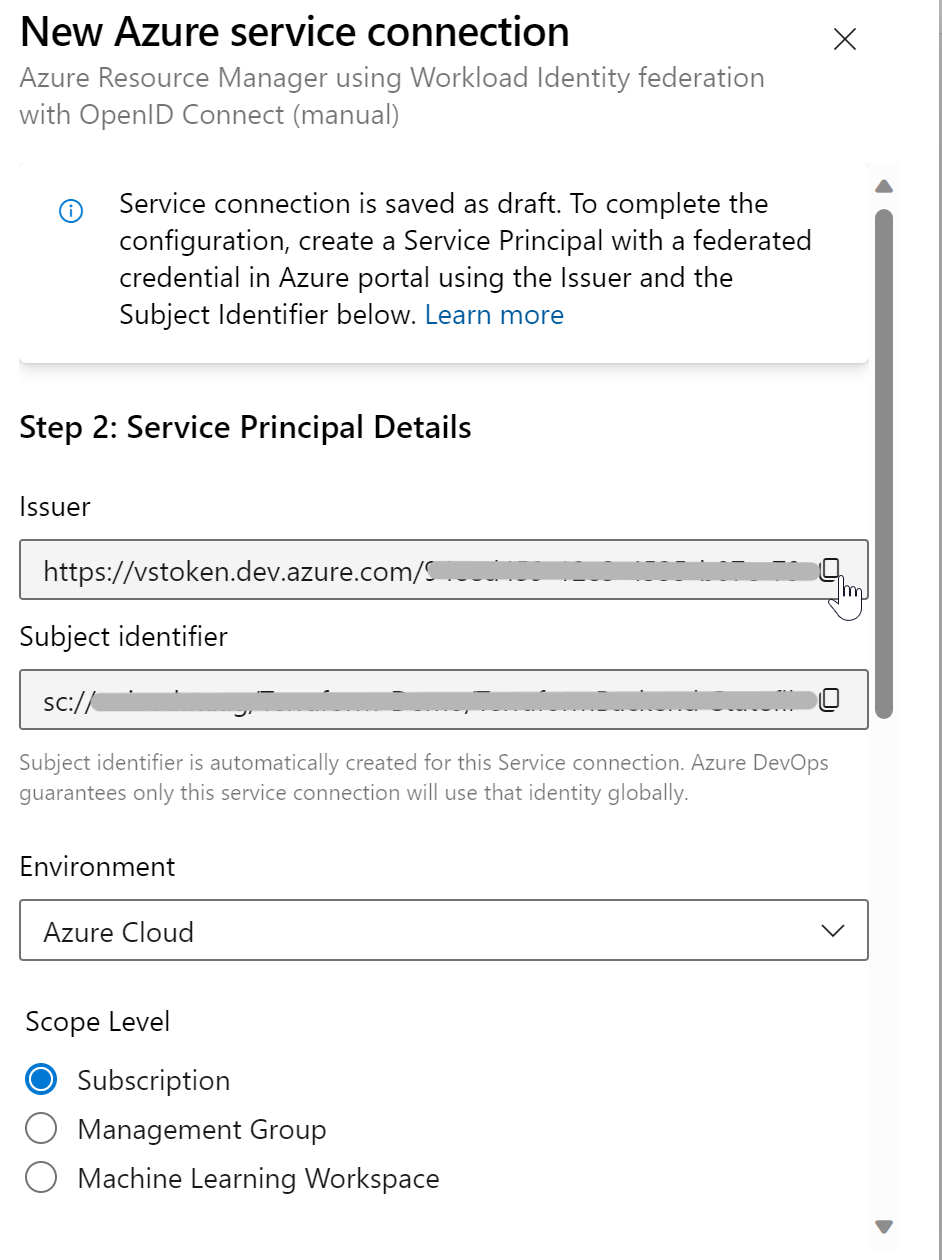 New Azure service connection
Azure Resource Manager using Workload Identity federation
with OpenID Connect (manual)
Service connection is saved as draft. To complete the
configuration, create a Service Principal with a federated
credential in Azure portal using the Issuer and the
Subject Identifier below. Learn more
Step 2: Service Principal Details
Issuer
https://vstoken.dev.azure.com/
Subject identifier
sc://
Subject identifier is automatically created for this Service connection. Azure DevOps
guarantees only this service connection will use that identity globally.
Environment
Azure Cloud
Scope Level
Subscription
Management Group
Machine Learning Workspace